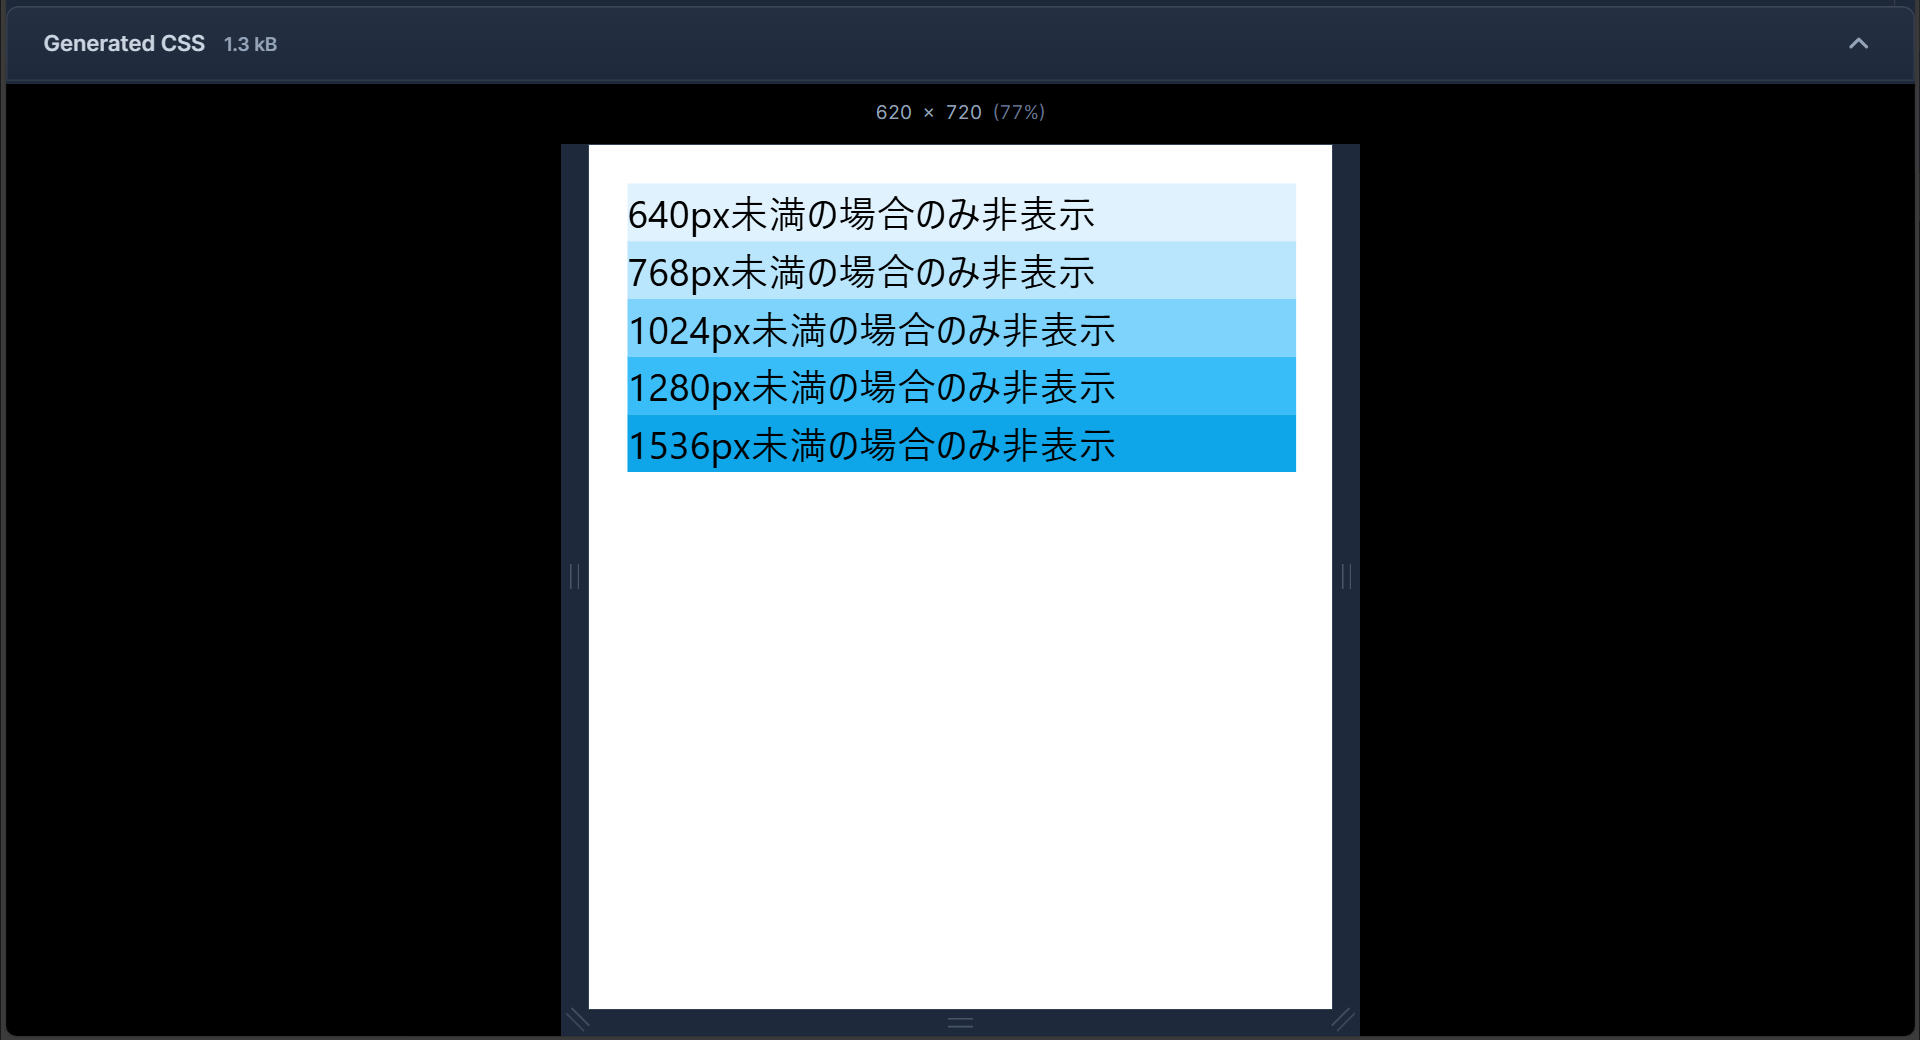 Generated CSS 1.3 kB
620 × 720 (77%)
640px未満の場合のみ非表示
768px未満の場合のみ非表示
1024px未満の場合のみ非表示
1280px未満の場合のみ非表示
1536px未満の場合のみ非表示